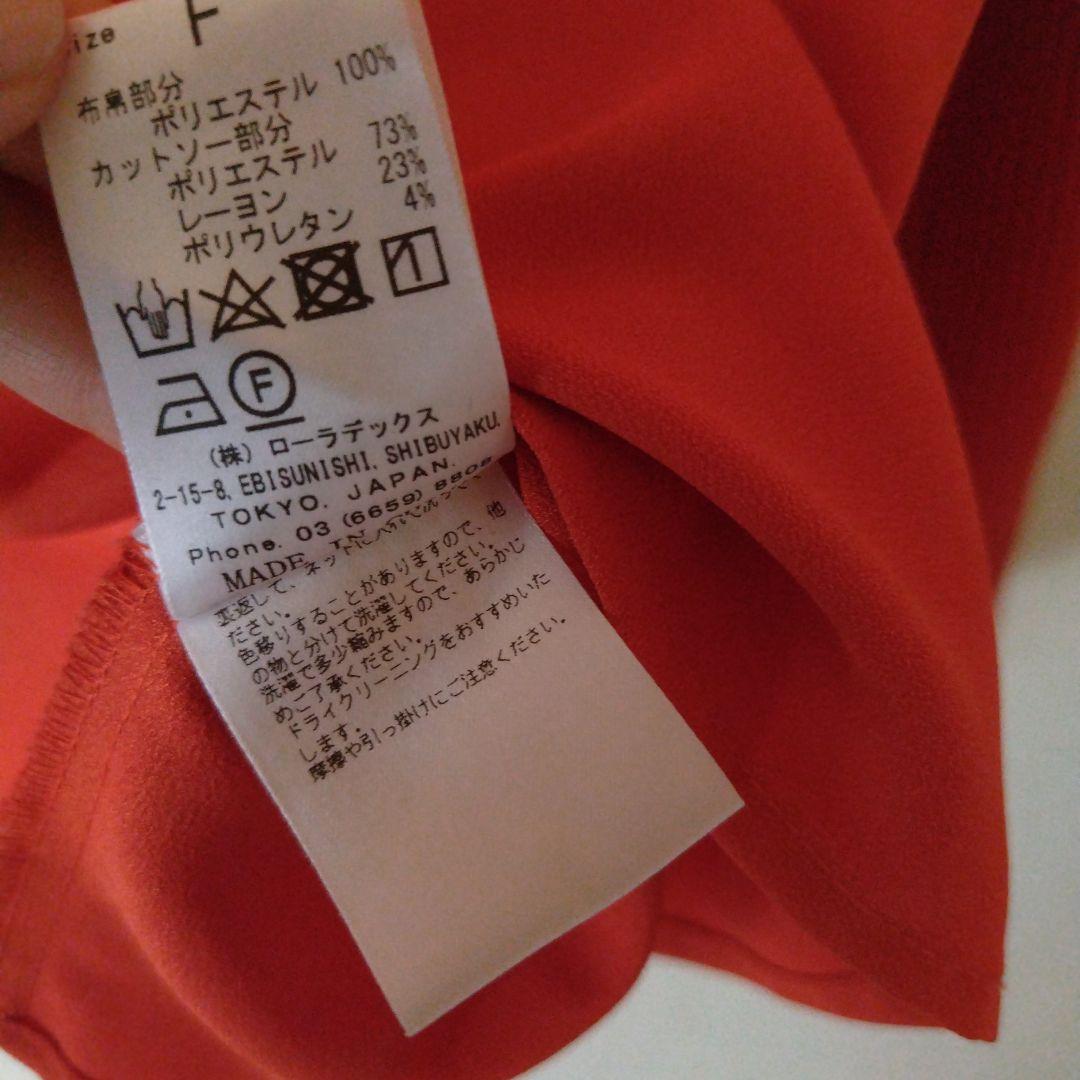 ize F
布帛部分
ポリエステル 100%
カットソー部分
ポリエステル 73%
レーヨン 23%
ポリウレタン 4%
F
(株) ローラデックス
2-15-8, EBISUNISHI, SHIBUYAKU,
TOKYO, JAPAN.
Phone. 03 (6659) 8808
MADE IN
裏返して、ネットに入れて洗って
ださい。
色移りすることがありますので、他
の物と分けて洗濯してください。
洗濯で多少縮みますので、あらかじ
めご了承ください。
ドライクリーニングをおすすめいた
します。
摩擦や引っ掛けにご注意ください。